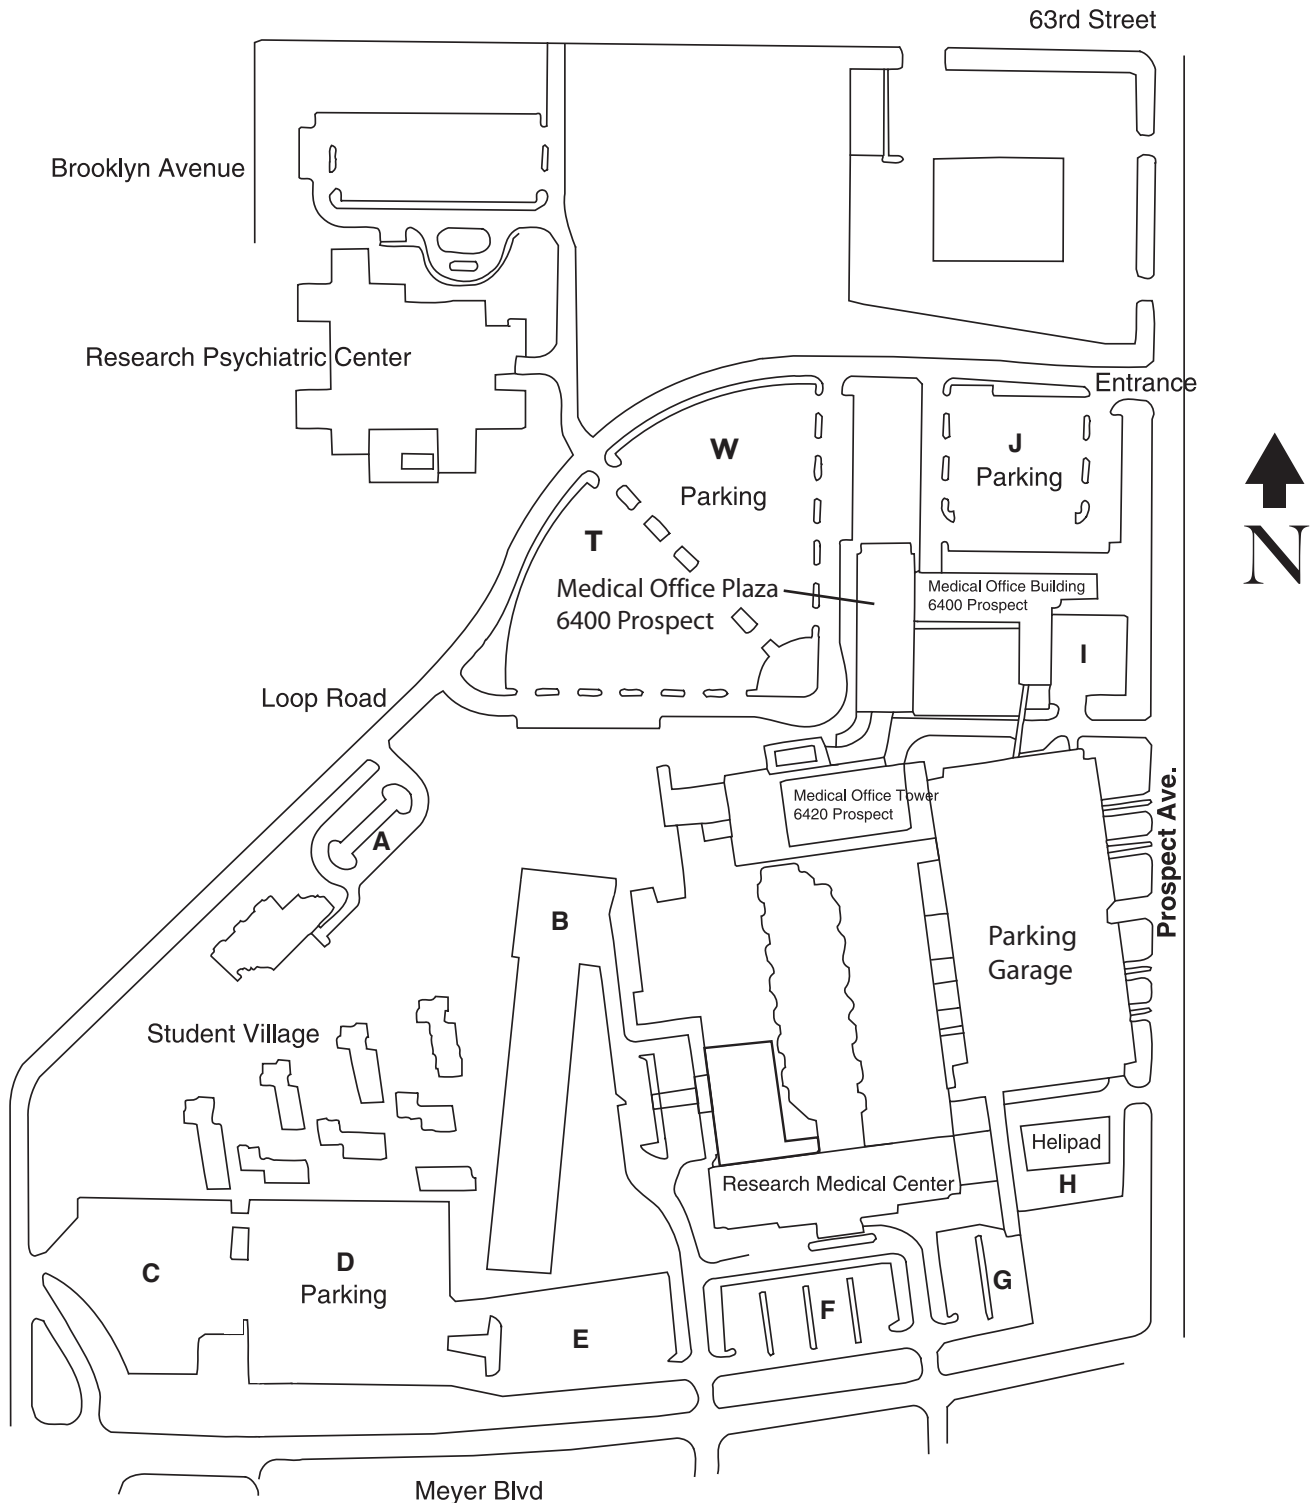 63rd Street
Brooklyn Avenue
Research Psychiatric Center
Entrance
W
Parking
J
Parking
N
T
Medical Office Plaza
6400 Prospect
Medical Office Building
6400 Prospect
I
Loop Road
Medical Office Tower
6420 Prospect
Prospect Ave.
A
B
Parking
Garage
Student Village
Helipad
H
Research Medical Center
C
D
Parking
G
F
E
Meyer Blvd